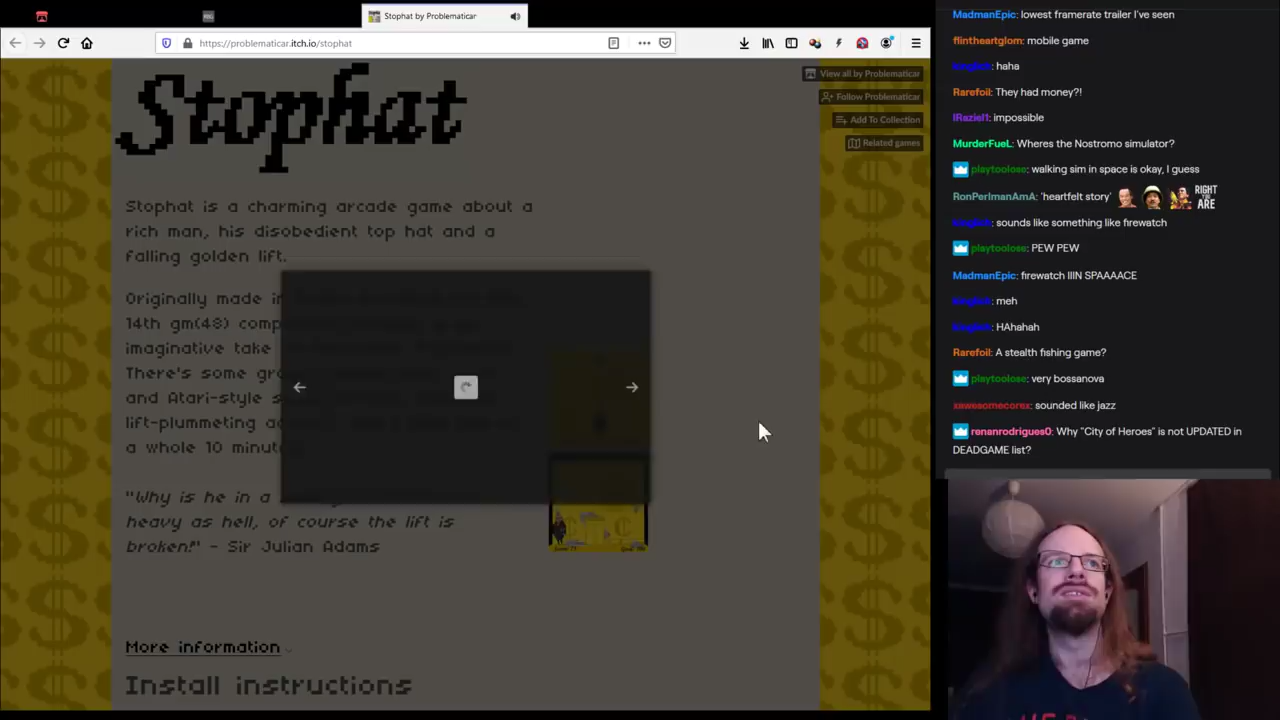 Stophat by Problematicar
https://problematicar.itch.io/stophat
View all by Problematicar
Follow Problematicar
Add To Collection
Related games
Stophat
Stophat is a charming arcade game about a
rich man, his disobedient top hat and a
falling golden lift.
Originally made in
14th gm(48) comp
imaginative take
There's some gro
and Atari-style s
lift-plummeting a
a whole 10 minut
"Why is he in a
heavy as hell, of course the lift is
broken!" - Sir Julian Adams
More information
Install instructions
MadmanEpic: lowest framerate trailer I've seen
flintheartglom: mobile game
haha
Rarefoil: They had money?!
IRaziel1: impossible
MurderFueL: Wheres the Nostromo simulator?
playtoolose: walking sim in space is okay, I guess
RonPerlmanAmA: 'heartfelt story' RIGHT YOU ARE
sounds like something like firewatch
playtoolose: PEW PEW
MadmanEpic: firewatch IIIN SPAAAACE
meh
HAhahah
Rarefoil: A stealth fishing game?
playtoolose: very bossanova
xawesomecorex: sounded like jazz
renanrodrigues0: Why "City of Heroes" is not UPDATED in
DEADGAME list?